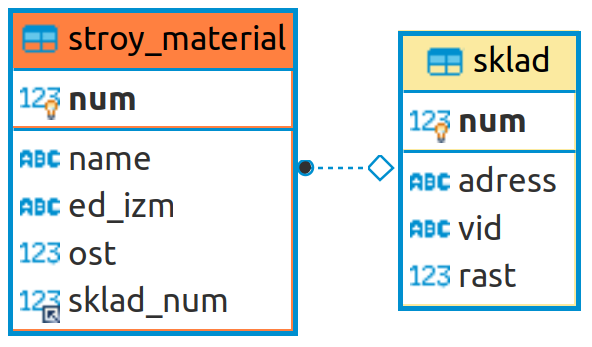 stroy_material
123 num
ABC name
ABC ed_izm
123 ost
123 sklad_num
sklad
123 num
ABC adress
ABC vid
123 rast